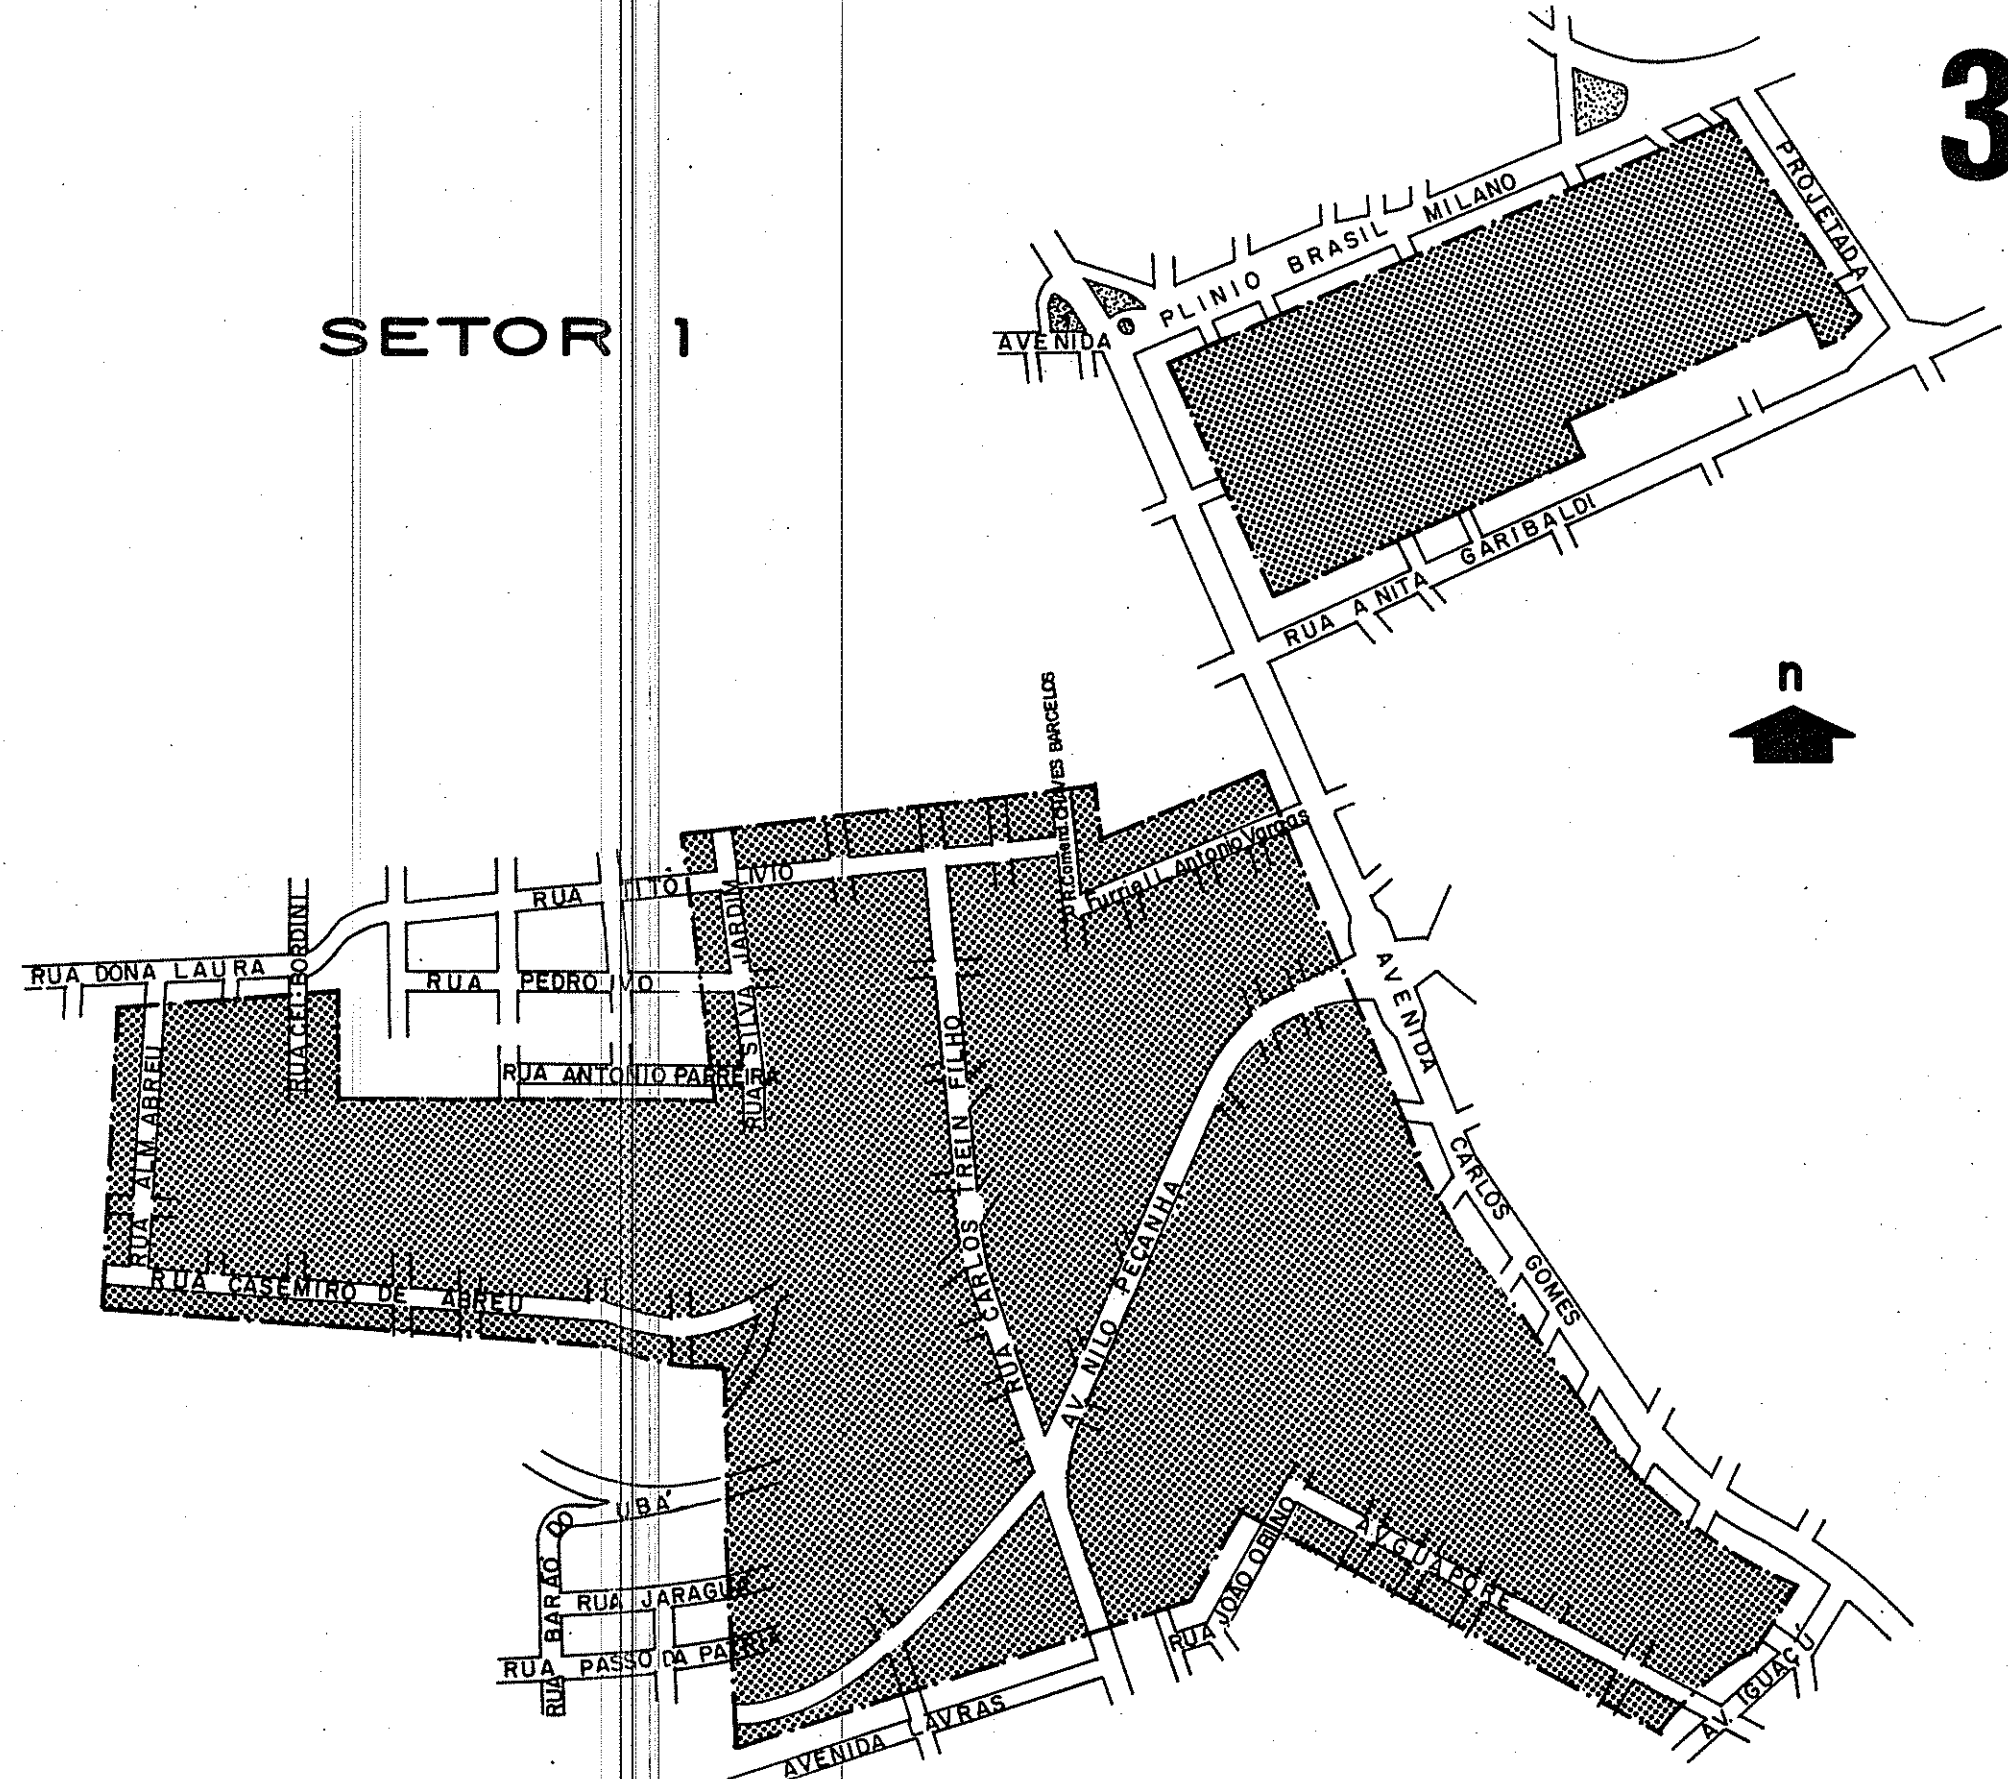 3
SETOR 1
PROJETADA
AVENIDA PLINIO BRASIL MILANO
RUA ANITA GARIBALDI
n
CHAVES BARCELOS
Furriel L. Antonio Vargas
RUA TITO LIVIO
RUA DONA LAURA
RUA CEL. BORDINI
RUA PEDRO IVO
RUA SILVA JARDIM
RUA ANTONIO PARREIRA
RUA ALM ABREU
RUA CARLOS TREIN FILHO
AVENIDA CARLOS GOMES
RUA CASEMIRO DE ABREU
AV. NILO PEÇANHA
RUA BARÃO DO UBÁ
RUA JARAGUÁ
RUA PASSO DA PATRIA
RUA JOÃO OBINO
AV. GUAPORÉ
AV. IGUAÇU
AVENIDA LAVRAS